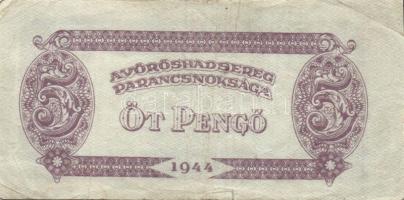 A VÖRÖSHADSEREG
PARANCSNOKSÁGA
5 ÖT PENGŐ 5
1944